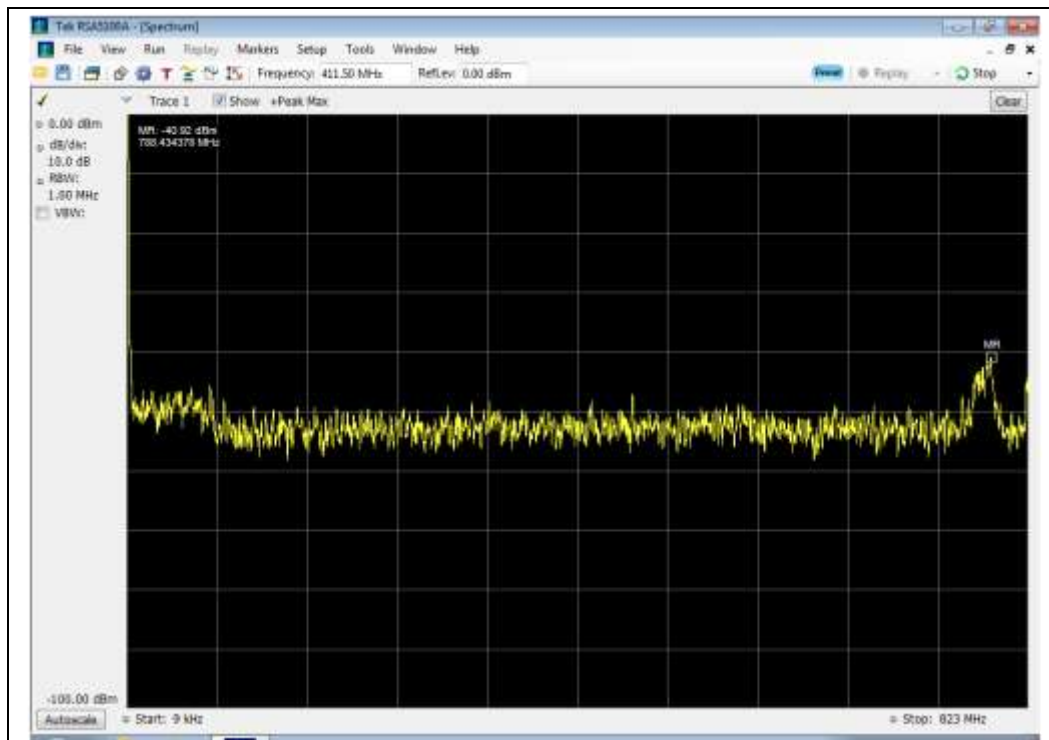 Tek RSA5100A - [Spectrum]
File View Run Replay Markers Setup Tools Window Help
Frequency: 411.50 MHz RefLev: 0.00 dBm Preset Replay Stop
Trace 1 Show +Peak Max Clear
0.00 dBm
dB/div:
10.0 dB
RBW:
1.00 MHz
VBW:
MR: -40.92 dBm
788.434378 MHz
MR
-100.00 dBm
Autoscale Start: 9 kHz Stop: 823 MHz